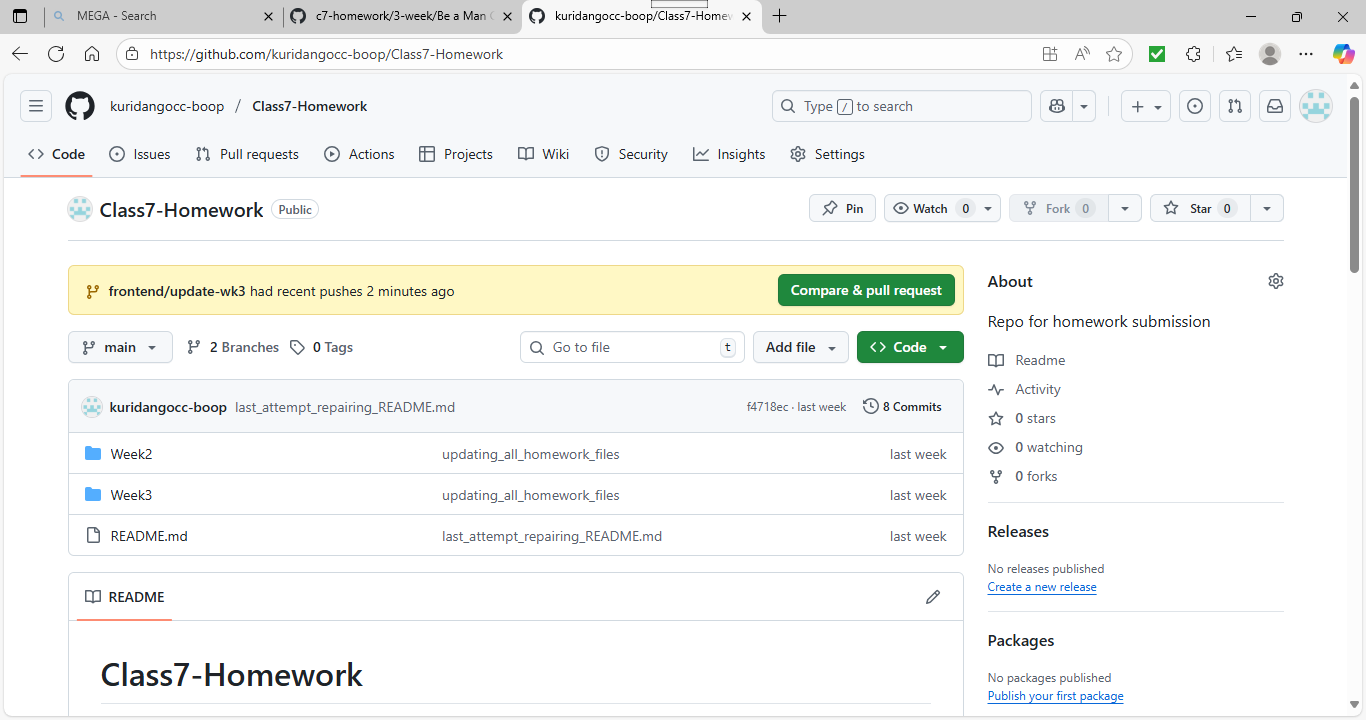 MEGA - Search
c7-homework/3-week/Be a Man
kuridangocc-boop/Class7-Homew
https://github.com/kuridangocc-boop/Class7-Homework
kuridangocc-boop / Class7-Homework
Type / to search
Code
Issues
Pull requests
Actions
Projects
Wiki
Security
Insights
Settings
Class7-Homework Public
Pin
Watch 0
Fork 0
Star 0
frontend/update-wk3 had recent pushes 2 minutes ago
Compare & pull request
main
2 Branches
0 Tags
Go to file t
Add file
Code
kuridangocc-boop last_attempt_repairing_README.md f4718ec · last week 8 Commits
Week2 updating_all_homework_files last week
Week3 updating_all_homework_files last week
README.md last_attempt_repairing_README.md last week
README
Class7-Homework
About
Repo for homework submission
Readme
Activity
0 stars
0 watching
0 forks
Releases
No releases published
Create a new release
Packages
No packages published
Publish your first package